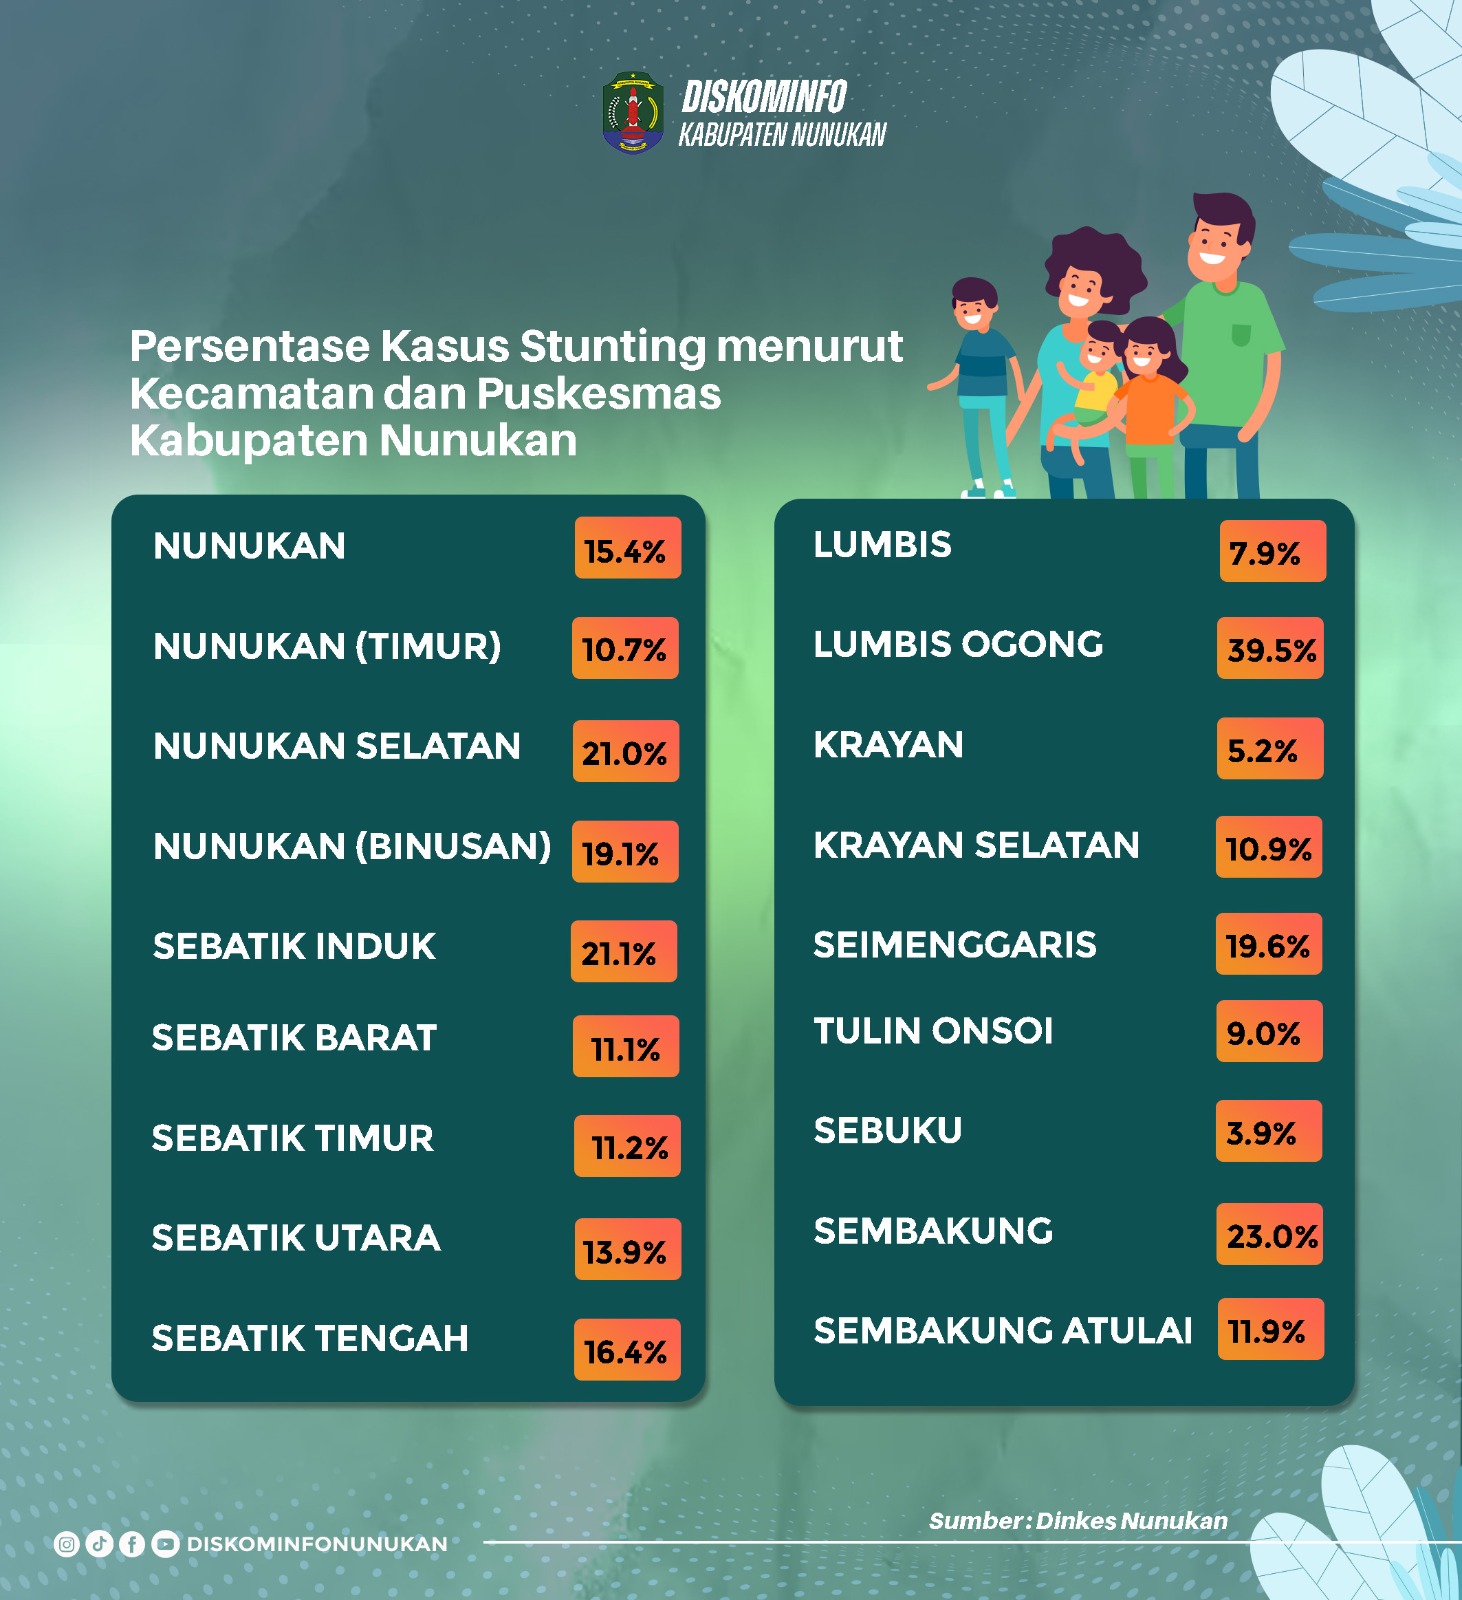 DISKOMINFO
KABUPATEN NUNUKAN
Persentase Kasus Stunting menurut
Kecamatan dan Puskesmas
Kabupaten Nunukan
NUNUKAN 15.4%
NUNUKAN (TIMUR) 10.7%
NUNUKAN SELATAN 21.0%
NUNUKAN (BINUSAN) 19.1%
SEBATIK INDUK 21.1%
SEBATIK BARAT 11.1%
SEBATIK TIMUR 11.2%
SEBATIK UTARA 13.9%
SEBATIK TENGAH 16.4%
LUMBIS 7.9%
LUMBIS OGONG 39.5%
KRAYAN 5.2%
KRAYAN SELATAN 10.9%
SEIMENGGARIS 19.6%
TULIN ONSOI 9.0%
SEBUKU 3.9%
SEMBAKUNG 23.0%
SEMBAKUNG ATULAI 11.9%
Sumber : Dinkes Nunukan
DISKOMINFONUNUKAN